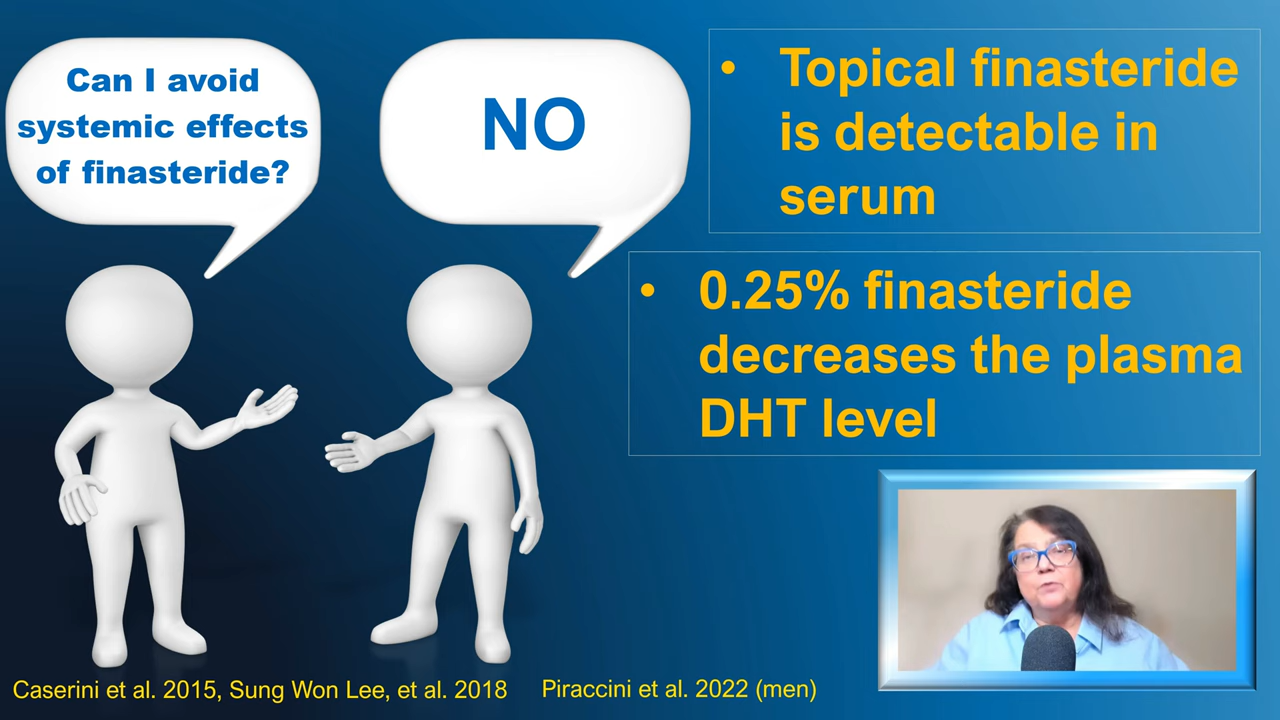 Can I avoid
systemic effects
of finasteride?
NO
• Topical finasteride
is detectable in
serum
• 0.25% finasteride
decreases the plasma
DHT level
Caserini et al. 2015, Sung Won Lee, et al. 2018
Piraccini et al. 2022 (men)